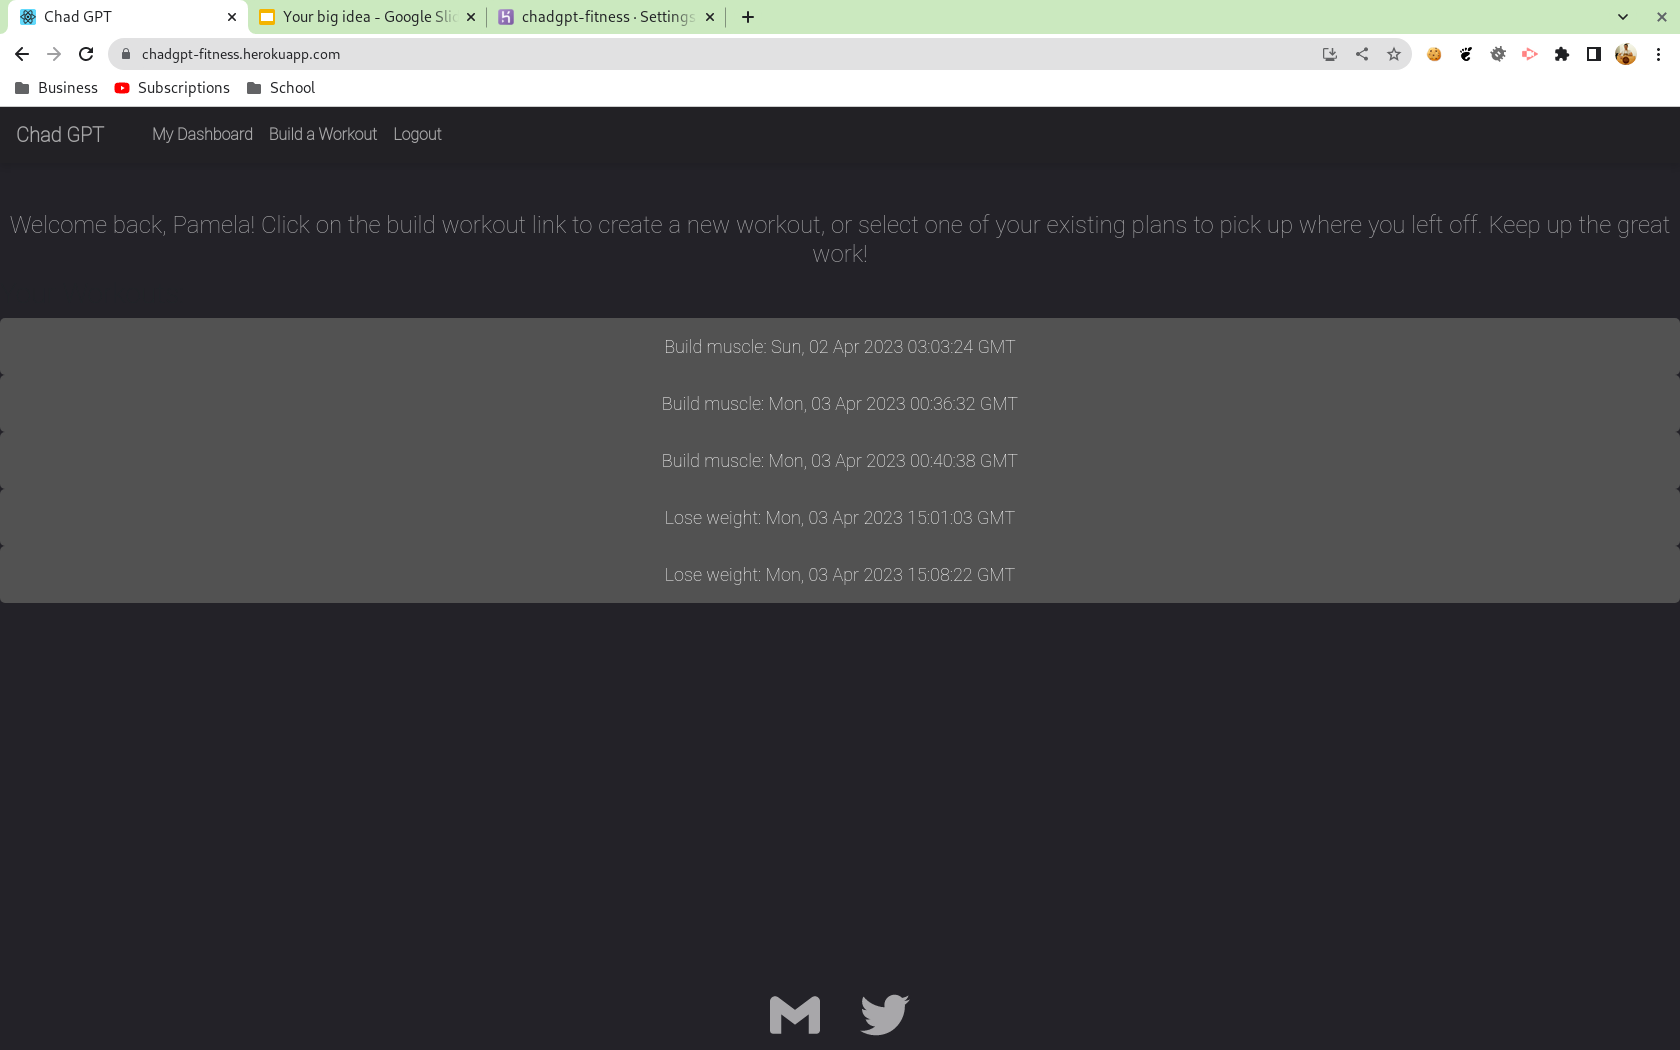 Chad GPT
Your big idea - Google Slid
chadgpt-fitness · Settings
chadgpt-fitness.herokuapp.com
Business
Subscriptions
School
Chad GPT
My Dashboard
Build a Workout
Logout
Welcome back, Pamela! Click on the build workout link to create a new workout, or select one of your existing plans to pick up where you left off. Keep up the great
work!
Build muscle: Sun, 02 Apr 2023 03:03:24 GMT
Build muscle: Mon, 03 Apr 2023 00:36:32 GMT
Build muscle: Mon, 03 Apr 2023 00:40:38 GMT
Lose weight: Mon, 03 Apr 2023 15:01:03 GMT
Lose weight: Mon, 03 Apr 2023 15:08:22 GMT